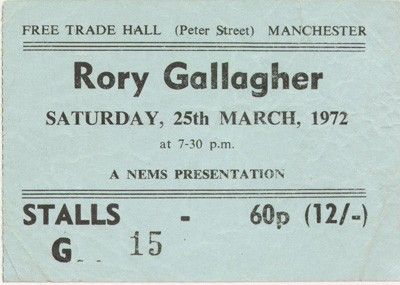 FREE TRADE HALL (Peter Street) MANCHESTER
Rory Gallagher
SATURDAY, 25th MARCH, 1972
at 7-30 p.m.
A NEMS PRESENTATION
STALLS - 60p (12/-)
G.. 15